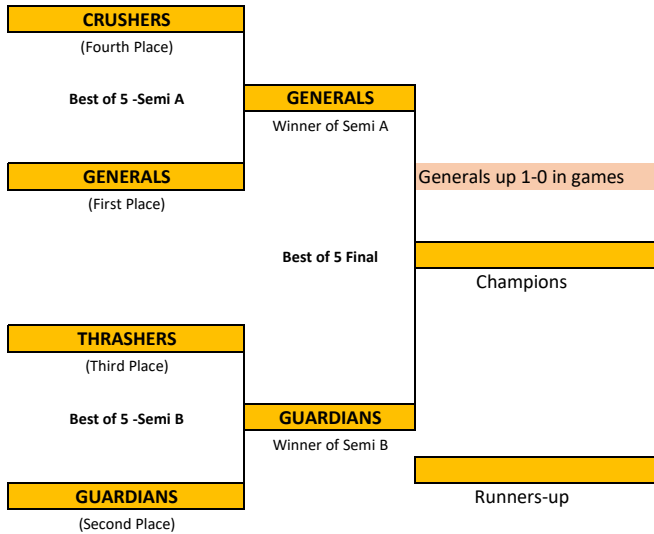 CRUSHERS
(Fourth Place)
Best of 5 -Semi A
GENERALS
Winner of Semi A
GENERALS
(First Place)
Generals up 1-0 in games
Best of 5 Final
Champions
THRASHERS
(Third Place)
Best of 5 -Semi B
GUARDIANS
Winner of Semi B
GUARDIANS
(Second Place)
Runners-up